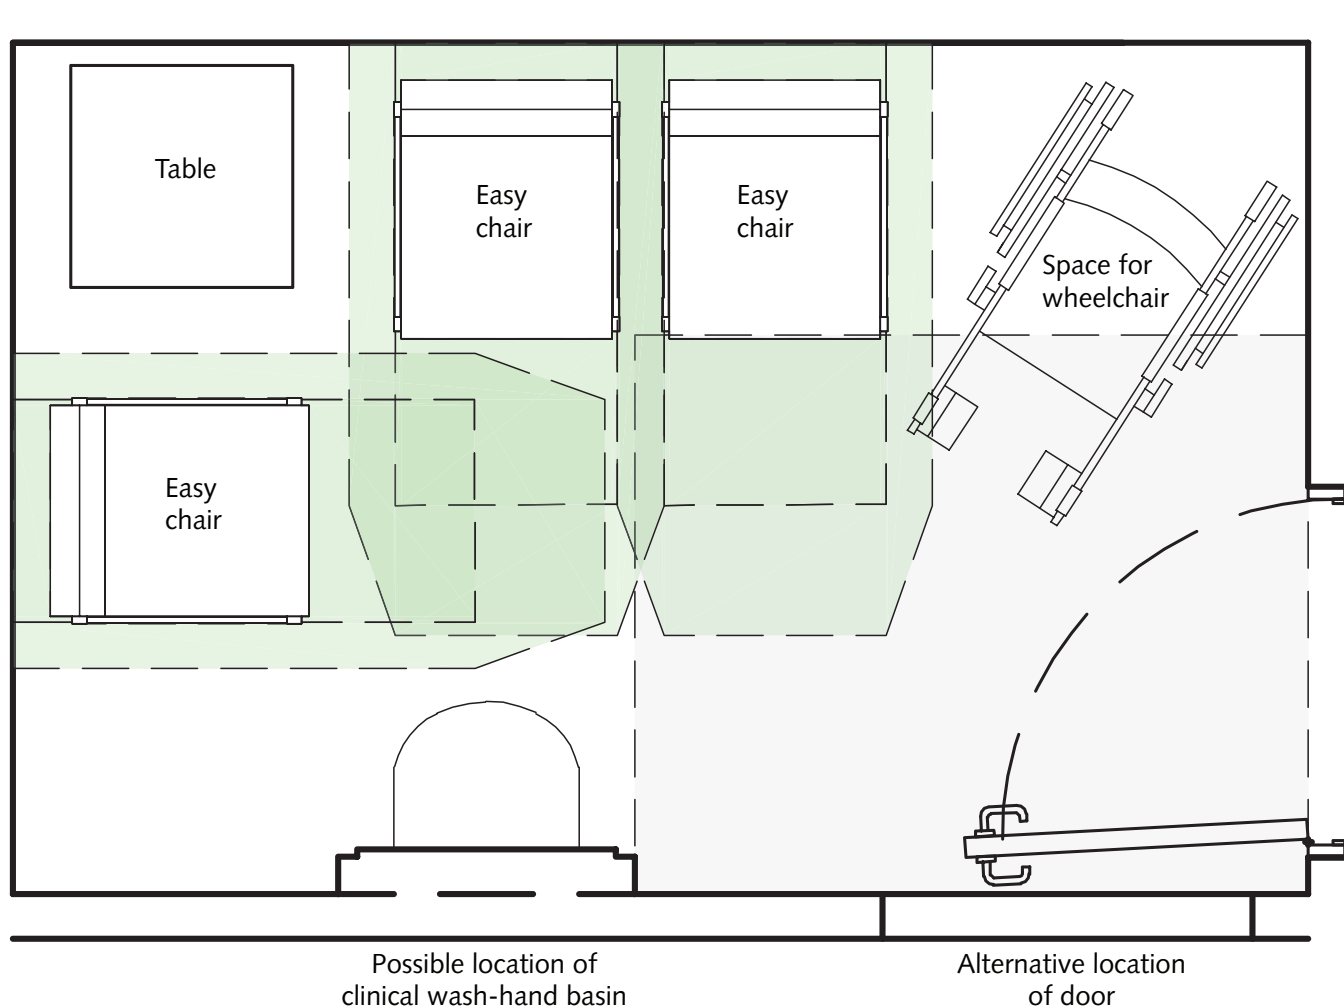 Table
Easy
chair
Easy
chair
Space for
wheelchair
Easy
chair
Possible location of
clinical wash-hand basin
Alternative location
of door